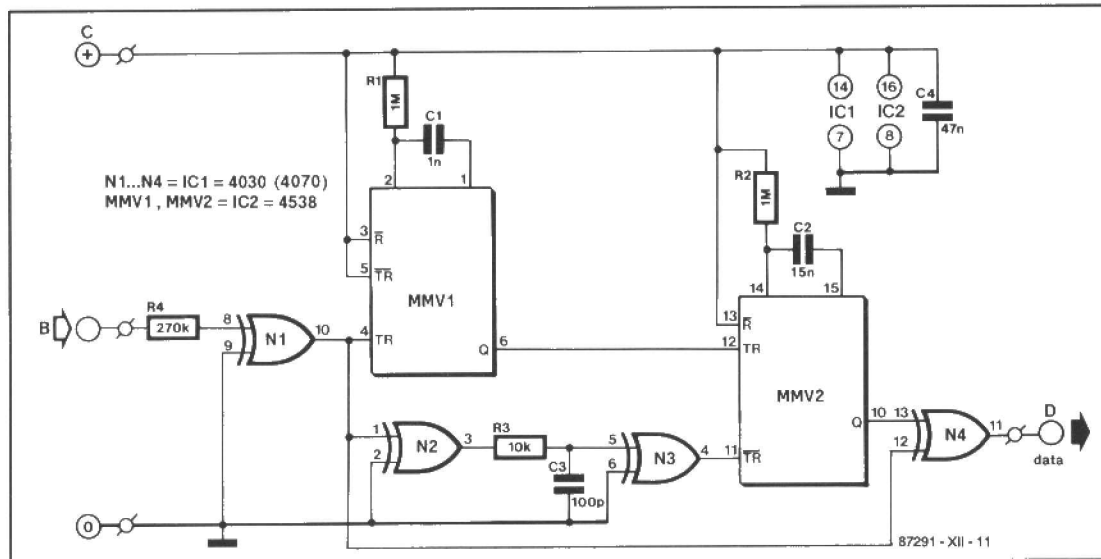 C
+
R1
1M
C1
1n
2
1
14
IC1
7
16
IC2
8
C4
47n
N1...N4 = IC1 = 4030 (4070)
MMV1 , MMV2 = IC2 = 4538
3
R̅
5
T̅R̅
MMV1
4
TR
Q
6
R2
1M
C2
15n
14
15
B
R4
270k
8
9
N1
10
13
R̅
12
TR
MMV2
Q
10
11
T̅R̅
1
2
N2
3
R3
10k
C3
100p
5
6
N3
4
13
12
N4
11
D
data
0
87291 - XII - 11